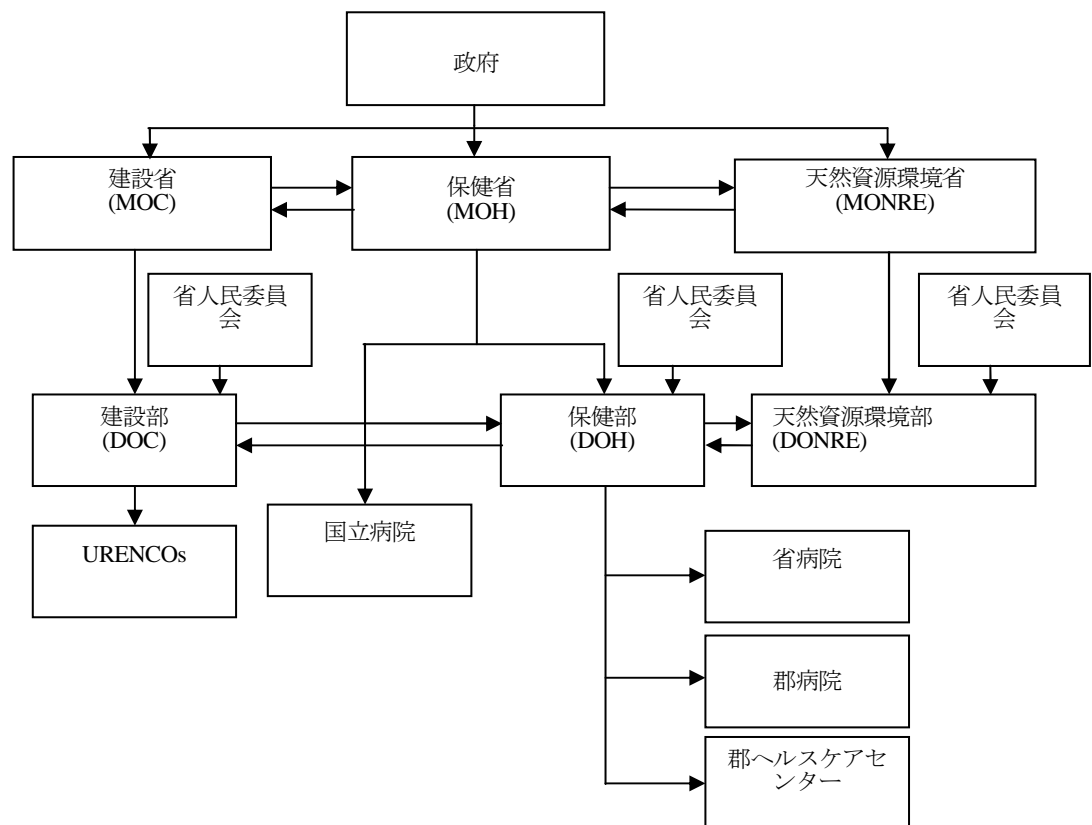 政府
建設省
(MOC)
保健省
(MOH)
天然資源環境省
(MONRE)
省人民委員
会
省人民委員
会
省人民委員
会
建設部
(DOC)
保健部
(DOH)
天然資源環境部
(DONRE)
URENCOs
国立病院
省病院
郡病院
郡ヘルスケアセ
ンター